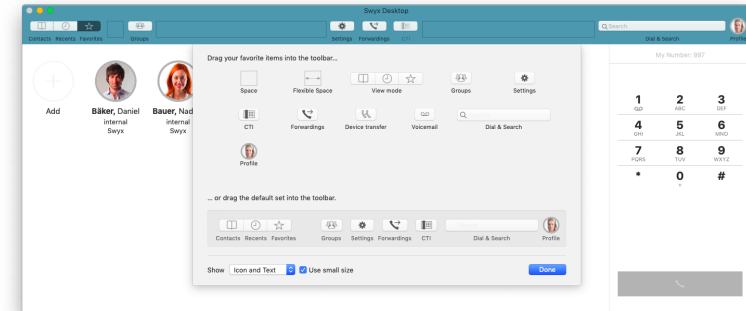 Swyx Desktop
Search
Contacts Recents Favorites Groups Settings Forwardings CTI Dial & Search Profile
Drag your favorite items into the toolbar...
Space Flexible Space View mode Groups Settings
CTI Forwardings Device transfer Voicemail Dial & Search
Profile
... or drag the default set into the toolbar.
Contacts Recents Favorites Groups Settings Forwardings CTI Dial & Search Profile
Show Icon and Text Use small size Done
Add
Bäker, Daniel
internal
Swyx
Bauer, Nad
internal
Swyx
My Number: 997
1 2 3
ABC DEF
4 5 6
GHI JKL MNO
7 8 9
PQRS TUV WXYZ
* 0 #
+